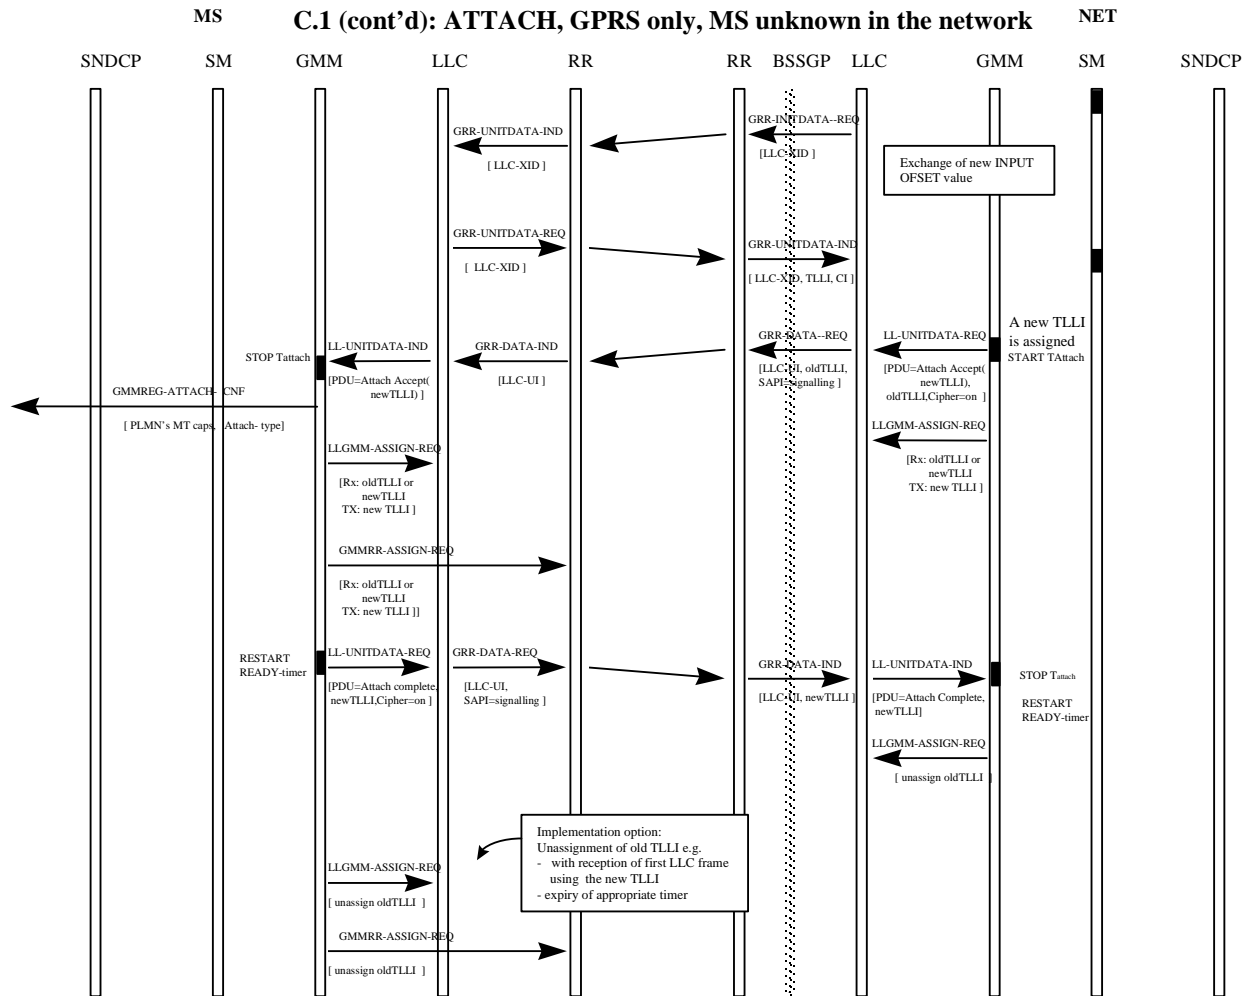 MS
C.1 (cont'd): ATTACH, GPRS only, MS unknown in the network
NET
SNDCP SM GMM LLC RR RR BSSGP LLC GMM SM SNDCP
GRR-UNITDATA-IND
[ LLC-XID ]
GRR-INITDATA--REQ
[LLC-XID ]
Exchange of new INPUT
OFSET value
GRR-UNITDATA-REQ
[ LLC-XID ]
GRR-UNITDATA-IND
[ LLC-XID, TLLI, CI ]
A new TLLI
is assigned
START TAttach
LL-UNITDATA-REQ
[PDU=Attach Accept(
newTLLI),
oldTLLI,Cipher=on ]
GRR-DATA--REQ
[LLC-UI, oldTLLI,
SAPI=signalling ]
GRR-DATA-IND
[LLC-UI ]
LL-UNITDATA-IND
[PDU=Attach Accept(
newTLLI) ]
STOP Tattach
GMMREG-ATTACH- CNF
[ PLMN's MT caps, Attach- type]
LLGMM-ASSIGN-REQ
[Rx: oldTLLI or
newTLLI
TX: new TLLI ]
LLGMM-ASSIGN-REQ
[Rx: oldTLLI or
newTLLI
TX: new TLLI ]
GMMRR-ASSIGN-REQ
[Rx: oldTLLI or
newTLLI
TX: new TLLI ]]
RESTART
READY-timer
LL-UNITDATA-REQ
[PDU=Attach complete,
newTLLI,Cipher=on ]
GRR-DATA-REQ
[LLC-UI,
SAPI=signalling ]
GRR-DATA-IND
[LLC-UI, newTLLI ]
LL-UNITDATA-IND
[PDU=Attach Complete,
newTLLI]
STOP Tattach
RESTART
READY-timer
LLGMM-ASSIGN-REQ
[ unassign oldTLLI ]
Implementation option:
Unassignment of old TLLI e.g.
- with reception of first LLC frame
using the new TLLI
- expiry of appropriate timer
LLGMM-ASSIGN-REQ
[ unassign oldTLLI ]
GMMRR-ASSIGN-REQ
[ unassign oldTLLI ]